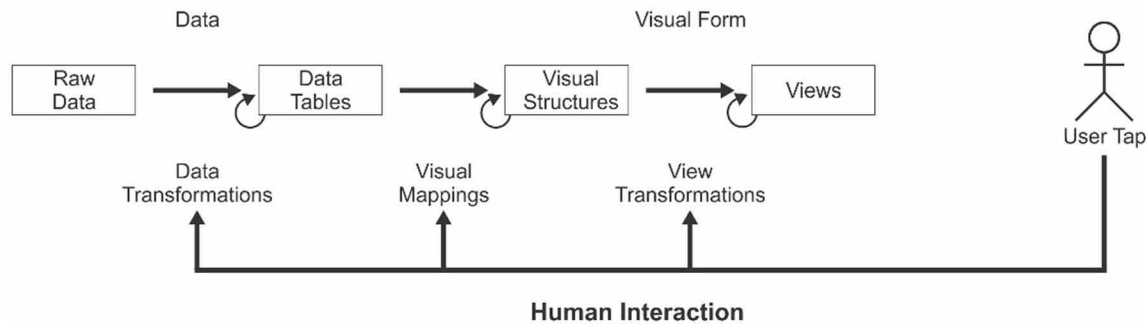 Data
Visual Form
Raw
Data
Data
Tables
Visual
Structures
Views
User Tap
Data
Transformations
Visual
Mappings
View
Transformations
Human Interaction